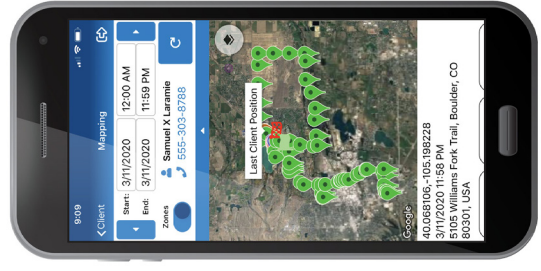 9:09
Client
Mapping
Start:
3/11/2020
12:00 AM
End:
3/11/2020
11:59 PM
Zones
Samuel X Laramie
555-303-8788
Last Client Position
Google
40.068106,-105.198228
3/11/2020 11:58 PM
5105 Williams Fork Trail, Boulder, CO
80301, USA